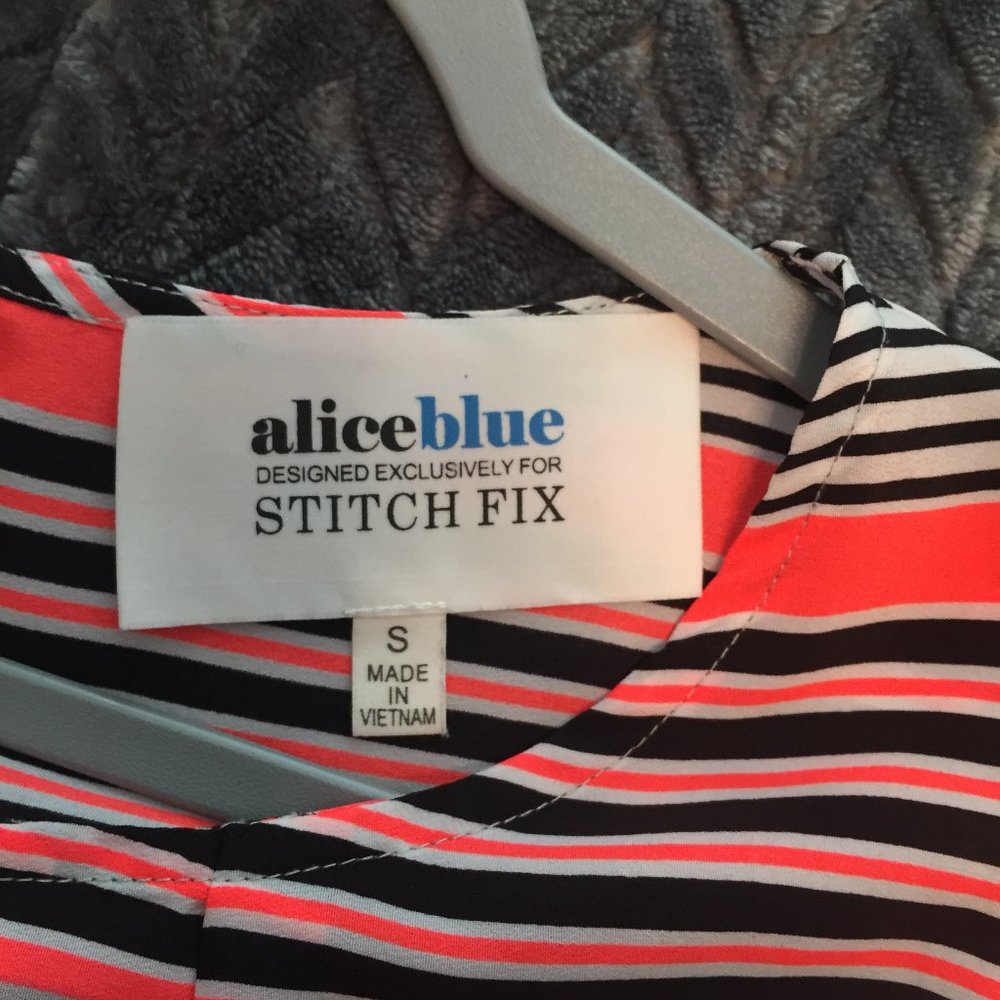 aliceblue
DESIGNED EXCLUSIVELY FOR
STITCH FIX
S
MADE
IN
VIETNAM